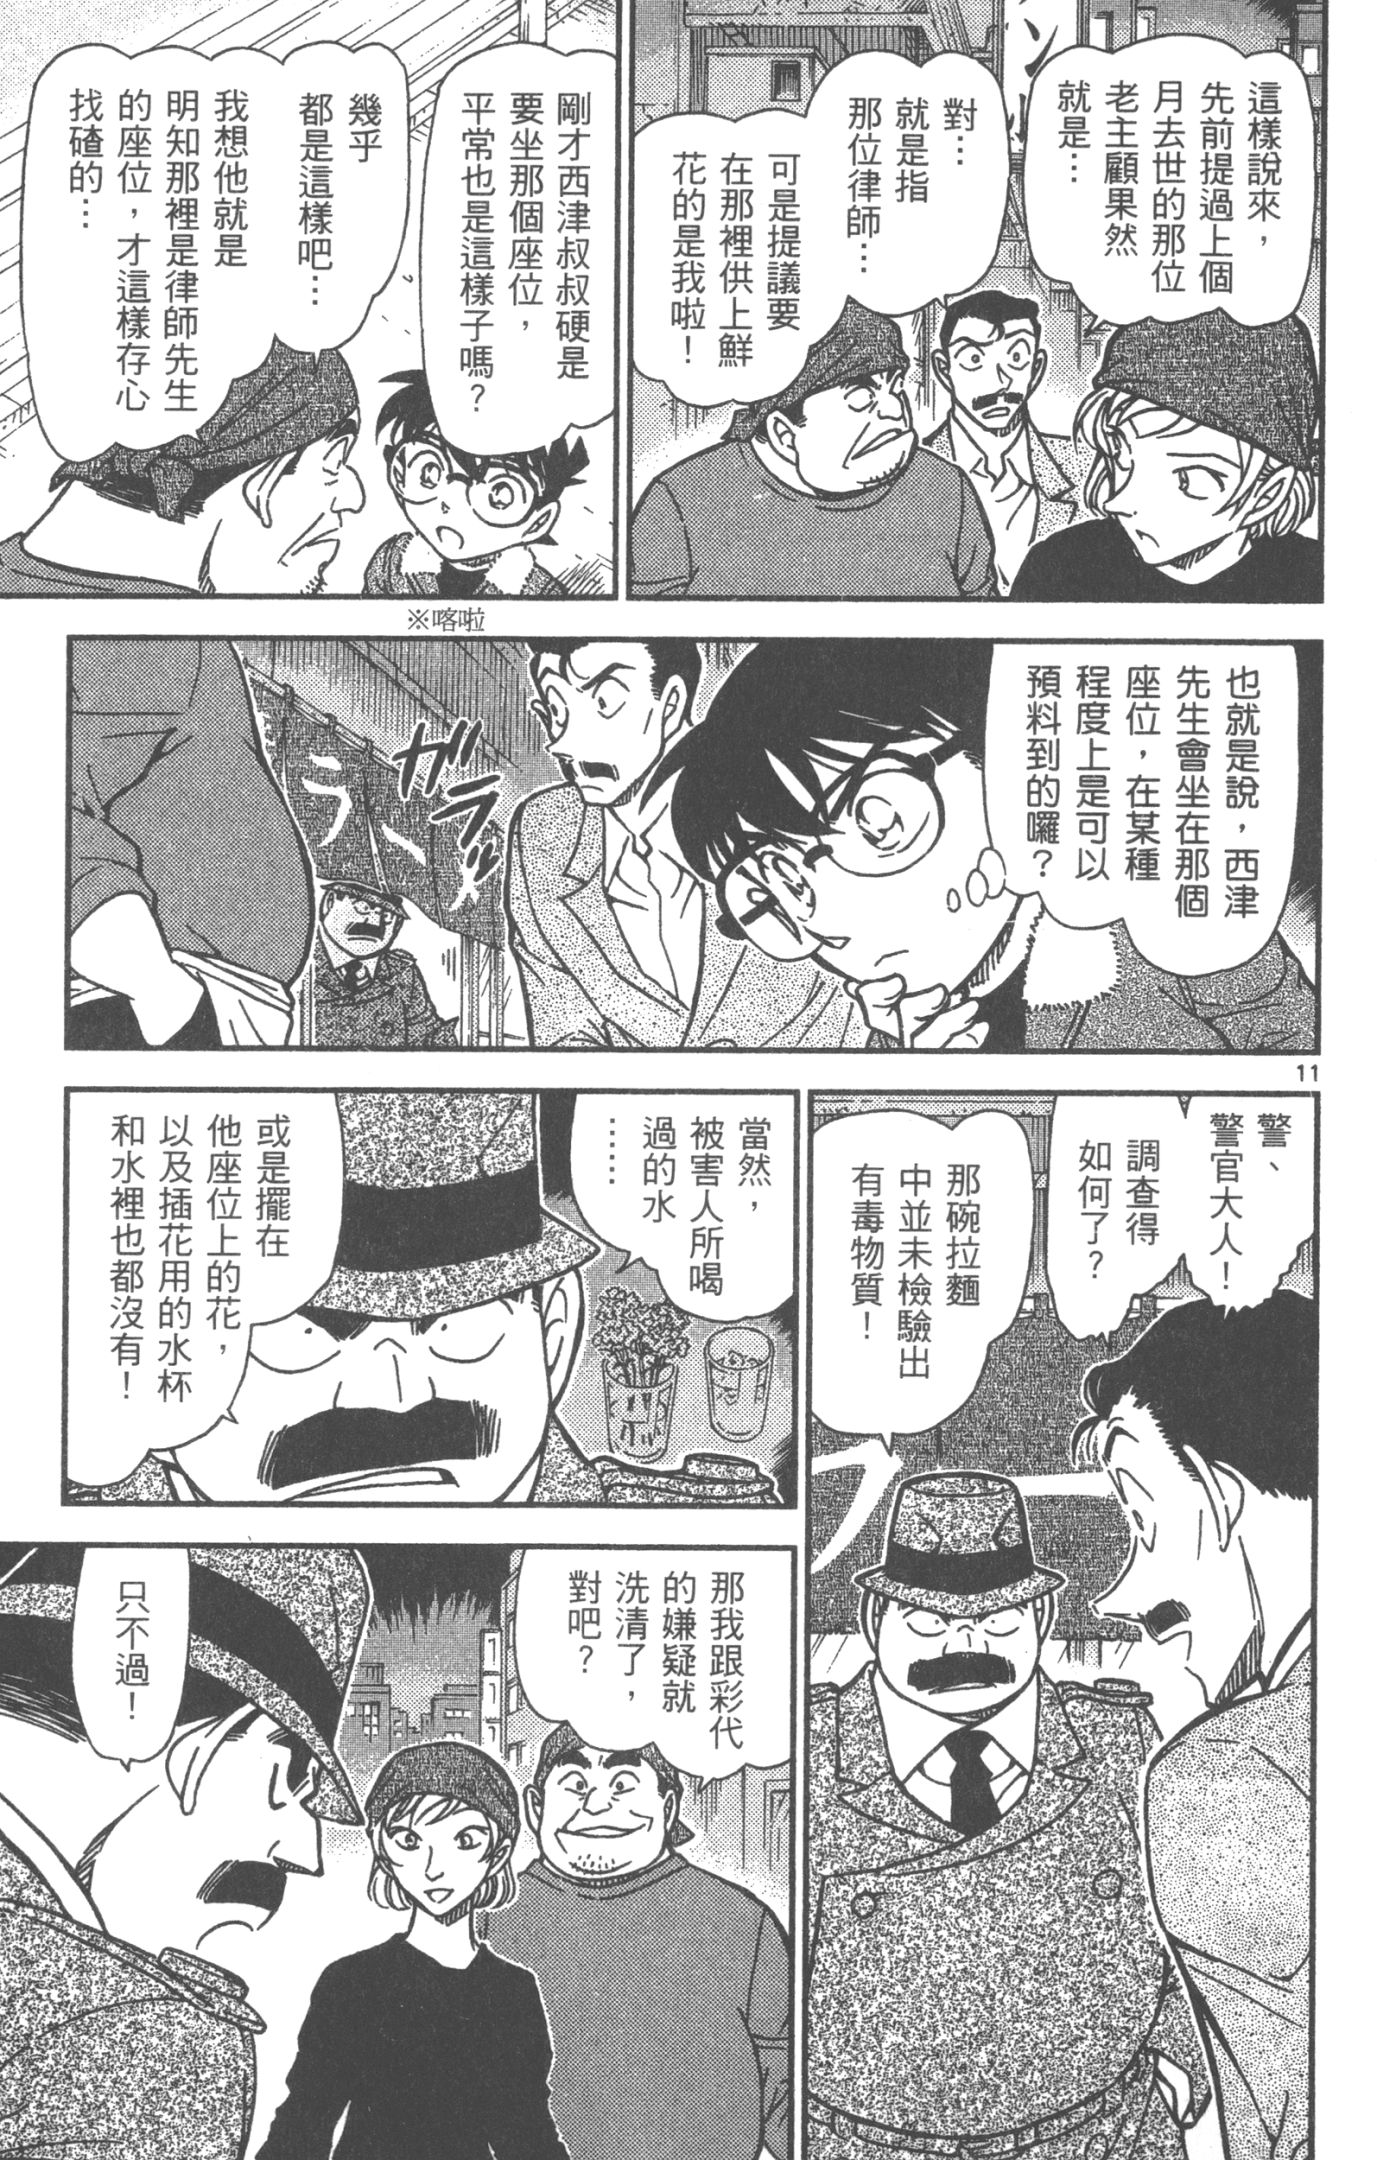 這樣說來，
先前提過上個
月去世的那位
老主顧果然
就是…
對…
就是指
那位律師…
可是提議要
在那裡供上鮮
花的是我啦！
剛才西津叔叔硬是
要坐那個座位，
平常也是這樣子嗎？
幾乎
都是這樣吧…
我想他就是
明知那裡是律師先生
的座位，才這樣存心
找碴的…
※喀啦
也就是說，西津
先生會坐在那個
座位，在某種
程度上是可以
預料到的囉？
ガラッ
ラー
11
警、
警官大人！
調查得
如何了？
那碗拉麵
中並未檢驗出
有毒物質！
當然，
被害人所喝
過的水
……
或是擺在
他座位上的花，
以及插花用的水杯
和水裡也都沒有！
那我跟彩代
的嫌疑就
洗清了，
對吧？
只不過！